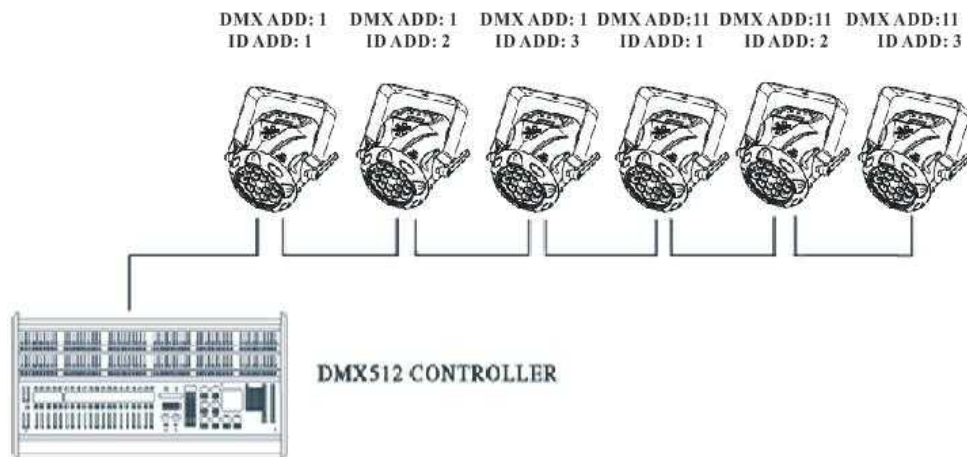 DMX ADD: 1 DMX ADD: 1 DMX ADD: 1 DMX ADD:11 DMX ADD:11 DMX ADD:11
ID ADD: 1 ID ADD: 2 ID ADD: 3 ID ADD: 1 ID ADD: 2 ID ADD: 3
DMX512 CONTROLLER